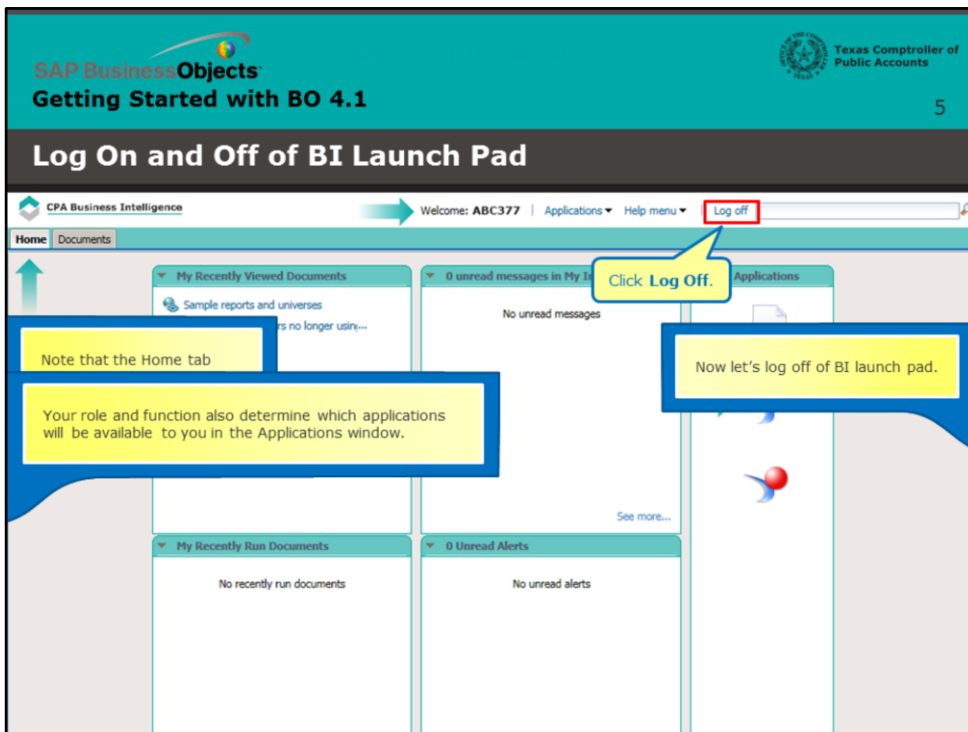 SAP BusinessObjects
Getting Started with BO 4.1
Texas Comptroller of
Public Accounts
5
Log On and Off of BI Launch Pad
CPA Business Intelligence
Welcome: ABC377 | Applications Help menu | Log off
Home Documents
My Recently Viewed Documents
Sample reports and universes
rs no longer using...
0 unread messages in My In
No unread messages
See more...
Applications
Click Log Off.
Note that the Home tab
Your role and function also determine which applications
will be available to you in the Applications window.
Now let's log off of BI launch pad.
My Recently Run Documents
No recently run documents
0 Unread Alerts
No unread alerts